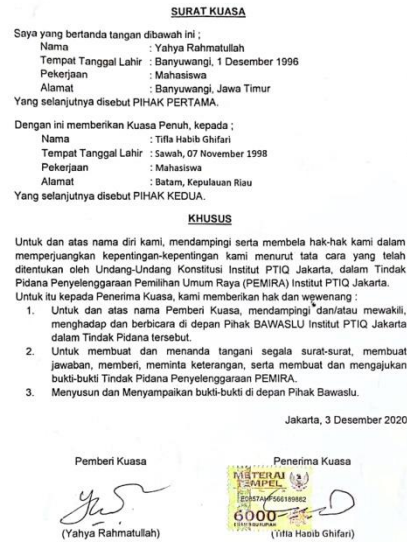 SURAT KUASA
Saya yang bertanda tangan dibawah ini ;
Nama : Yahya Rahmatullah
Tempat Tanggal Lahir : Banyuwangi, 1 Desember 1996
Pekerjaan : Mahasiswa
Alamat : Banyuwangi, Jawa Timur
Yang selanjutnya disebut PIHAK PERTAMA.
Dengan ini memberikan Kuasa Penuh, kepada ;
Nama : Tifla Habib Ghifari
Tempat Tanggal Lahir : Sawah, 07 November 1998
Pekerjaan : Mahasiswa
Alamat : Batam, Kepulauan Riau
Yang selanjutnya disebut PIHAK KEDUA.
KHUSUS
Untuk dan atas nama diri kami, mendampingi serta membela hak-hak kami dalam
memperjuangkan kepentingan-kepentingan kami menurut tata cara yang telah
ditentukan oleh Undang-Undang Konstitusi Institut PTIQ Jakarta, dalam Tindak
Pidana Penyelenggaraan Pemilihan Umum Raya (PEMIRA) Institut PTIQ Jakarta.
Untuk itu kepada Penerima Kuasa, kami memberikan hak dan wewenang :
1. Untuk dan atas nama Pemberi Kuasa, mendampingi dan/atau mewakili,
menghadap dan berbicara di depan Pihak BAWASLU Institut PTIQ Jakarta
dalam Tindak Pidana tersebut.
2. Untuk membuat dan menanda tangani segala surat-surat, membuat
jawaban, memberi, meminta keterangan, serta membuat dan mengajukan
bukti-bukti Tindak Pidana Penyelenggaraan PEMIRA.
3. Menyusun dan Menyampaikan bukti-bukti di depan Pihak Bawaslu.
Jakarta, 3 Desember 2020
Pemberi Kuasa
Penerima Kuasa
METERAI
TEMPEL
6000
(Yahya Rahmatullah)
(Tifla Habib Ghifari)